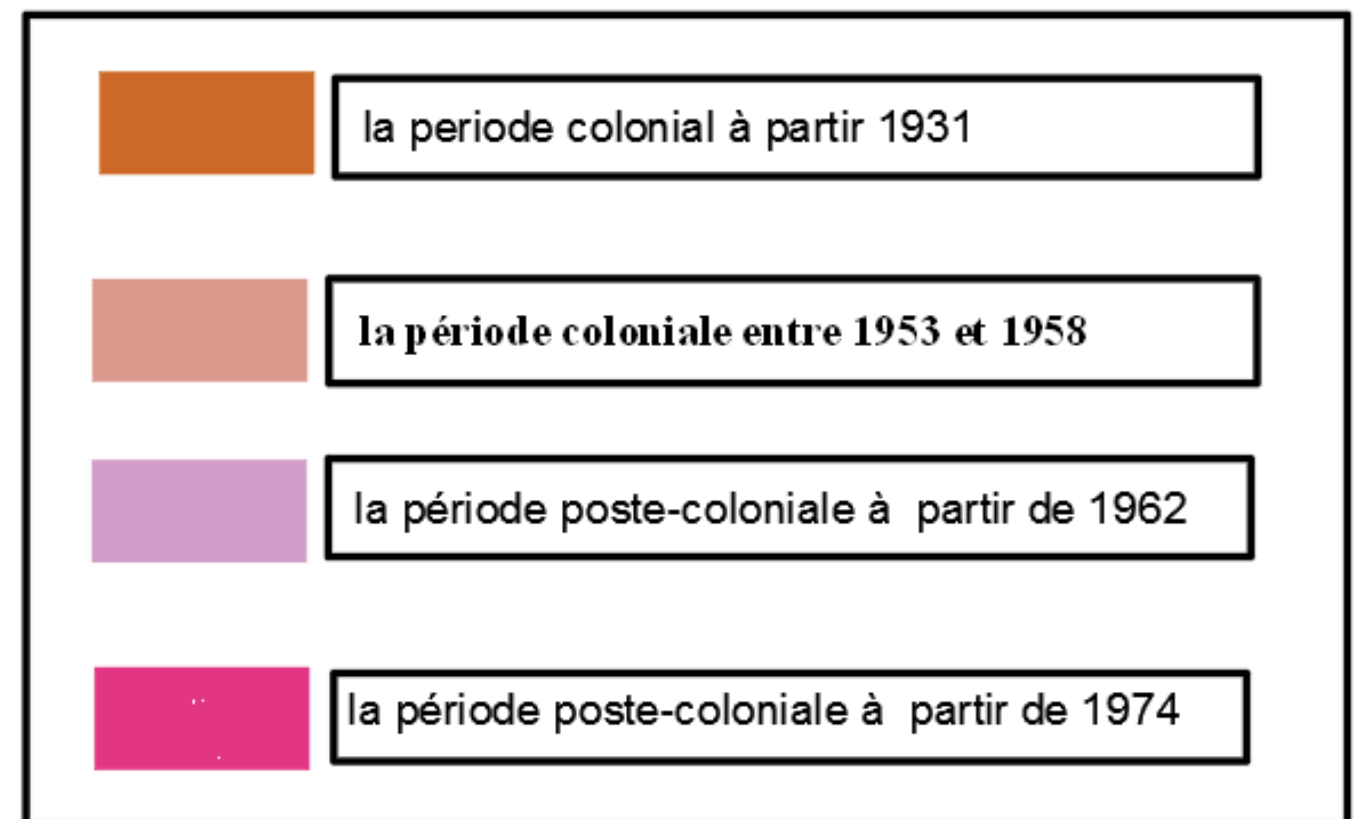 la periode colonial à partir 1931
la période coloniale entre 1953 et 1958
la période poste-coloniale à partir de 1962
la période poste-coloniale à partir de 1974